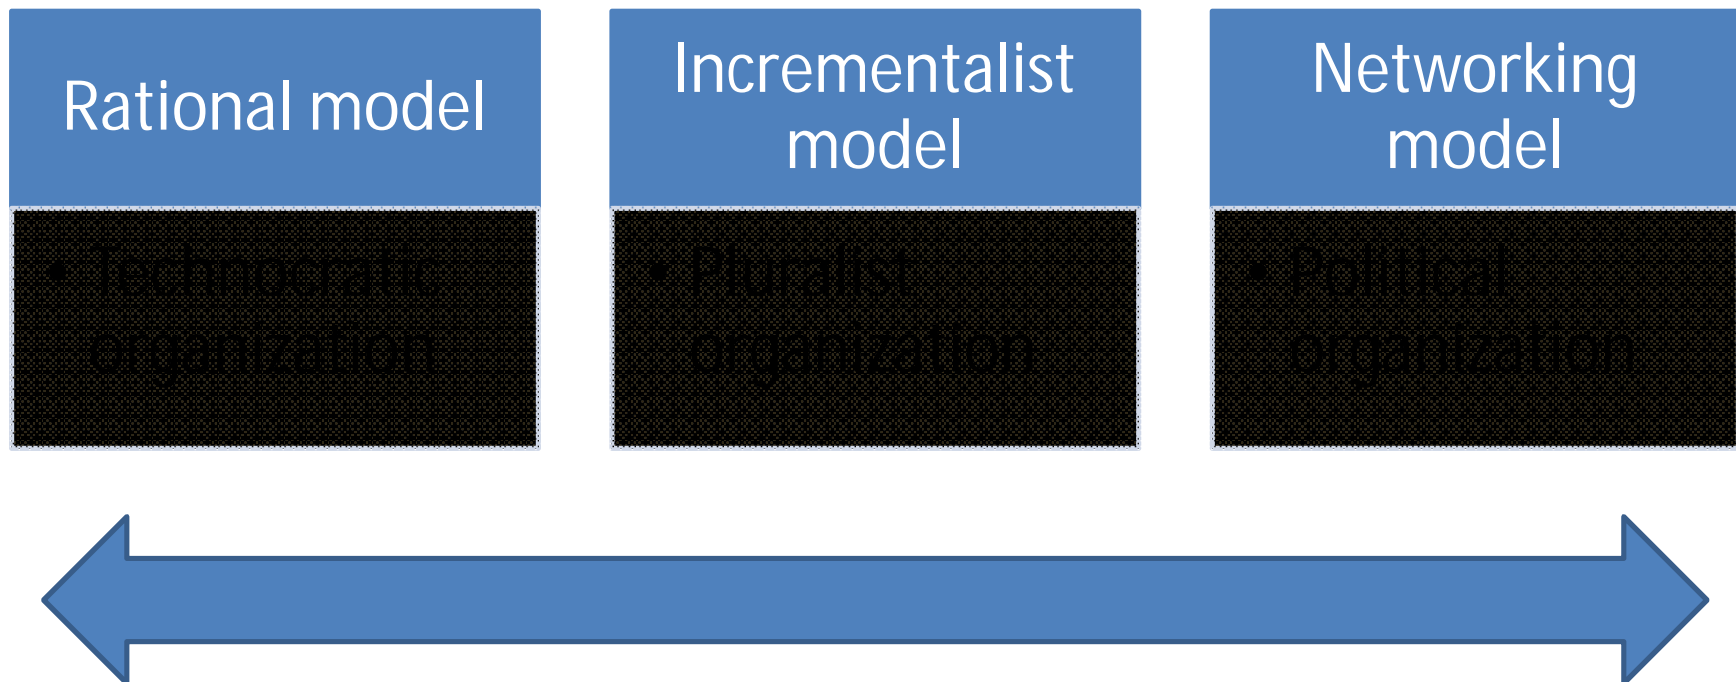 Rational model
• Technocratic
organization
Incrementalist
model
• Pluralist
organization
Networking
model
• Political
organization